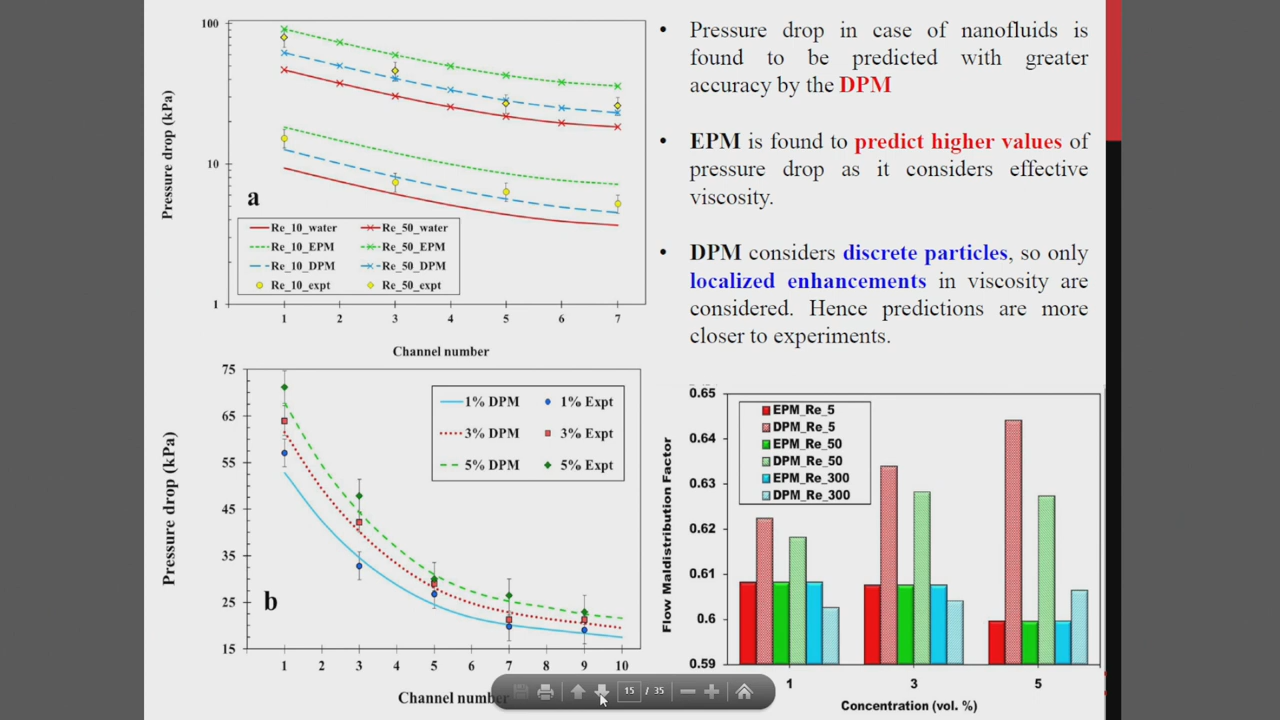 100
10
1
Pressure drop (kPa)
a
Re_10_water
Re_50_water
Re_10_EPM
Re_50_EPM
Re_10_DPM
Re_50_DPM
Re_10_expt
Re_50_expt
1 2 3 4 5 6 7
Channel number
• Pressure drop in case of nanofluids is
found to be predicted with greater
accuracy by the DPM
• EPM is found to predict higher values of
pressure drop as it considers effective
viscosity.
• DPM considers discrete particles, so only
localized enhancements in viscosity are
considered. Hence predictions are more
closer to experiments.
75
65
55
45
35
25
15
Pressure drop (kPa)
b
1% DPM
1% Expt
3% DPM
3% Expt
5% DPM
5% Expt
1 2 3 4 5 6 7 8 9 10
Channel number
0.65
0.64
0.63
0.62
0.61
0.6
0.59
Flow Maldistribution Factor
EPM_Re_5
DPM_Re_5
EPM_Re_50
DPM_Re_50
EPM_Re_300
DPM_Re_300
1 3 5
Concentration (vol. %)
15 / 35